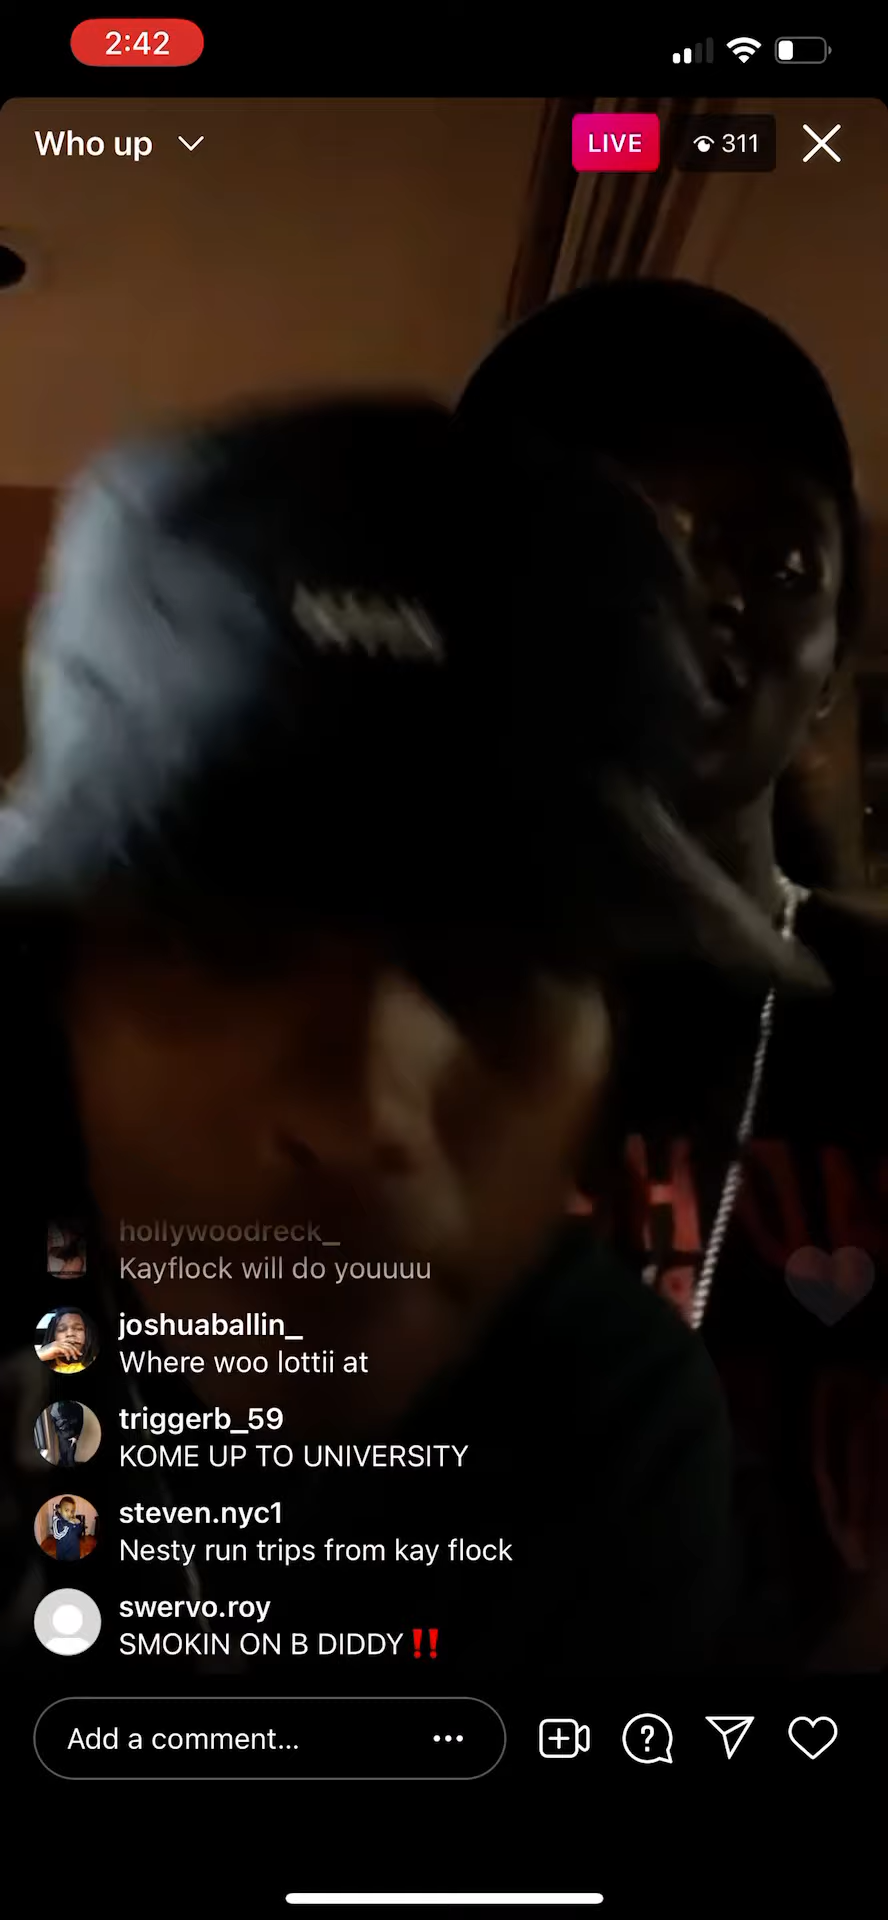 2:42
Who up
LIVE
311
hollywoodreck_
Kayflock will do youuuu
joshuaballin_
Where woo lottii at
triggerb_59
KOME UP TO UNIVERSITY
steven.nyc1
Nesty run trips from kay flock
swervo.roy
SMOKIN ON B DIDDY‼️
Add a comment...